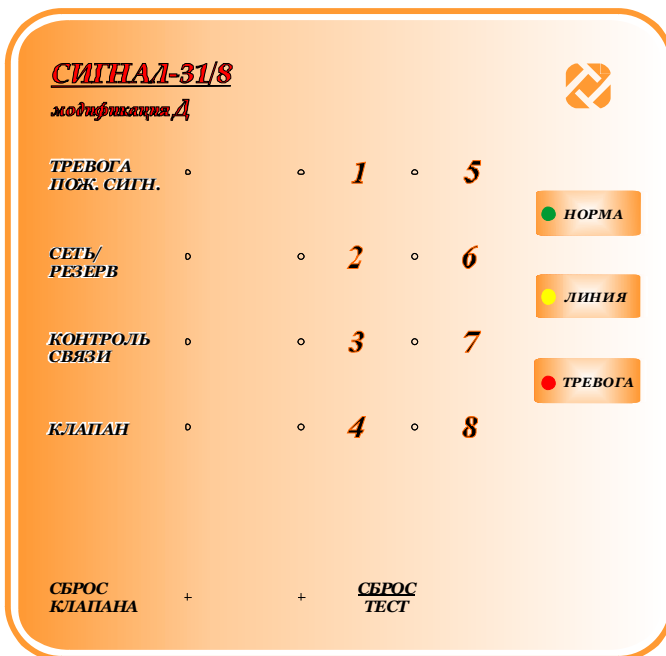 СИГНАЛ-31/8
модификация Д
ТРЕВОГА
ПОЖ. СИГН.
1
5
НОРМА
СЕТЬ/
РЕЗЕРВ
2
6
ЛИНИЯ
КОНТРОЛЬ
СВЯЗИ
3
7
ТРЕВОГА
КЛАПАН
4
8
СБРОС
КЛАПАНА
+
+
СБРОС
ТЕСТ